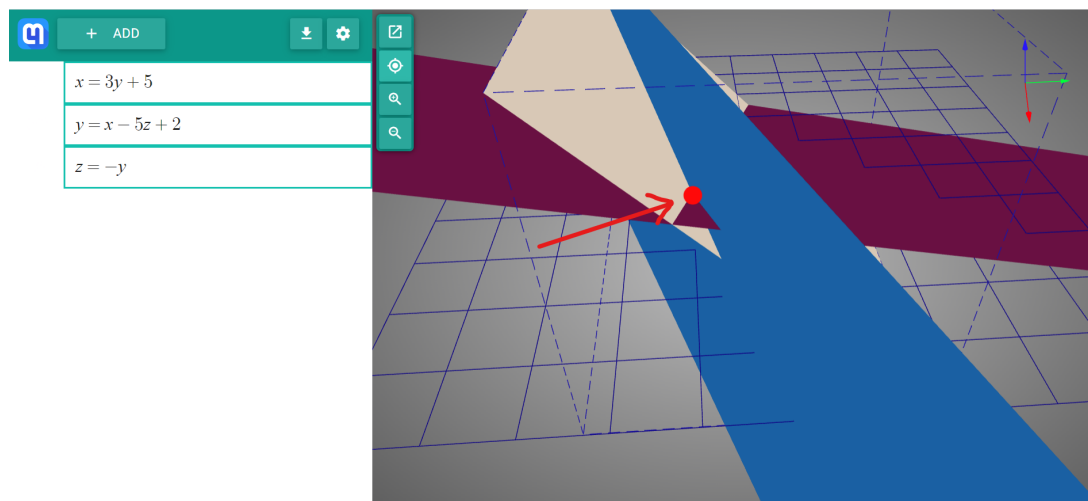 + ADD
x = 3y + 5
y = x − 5z + 2
z = −y